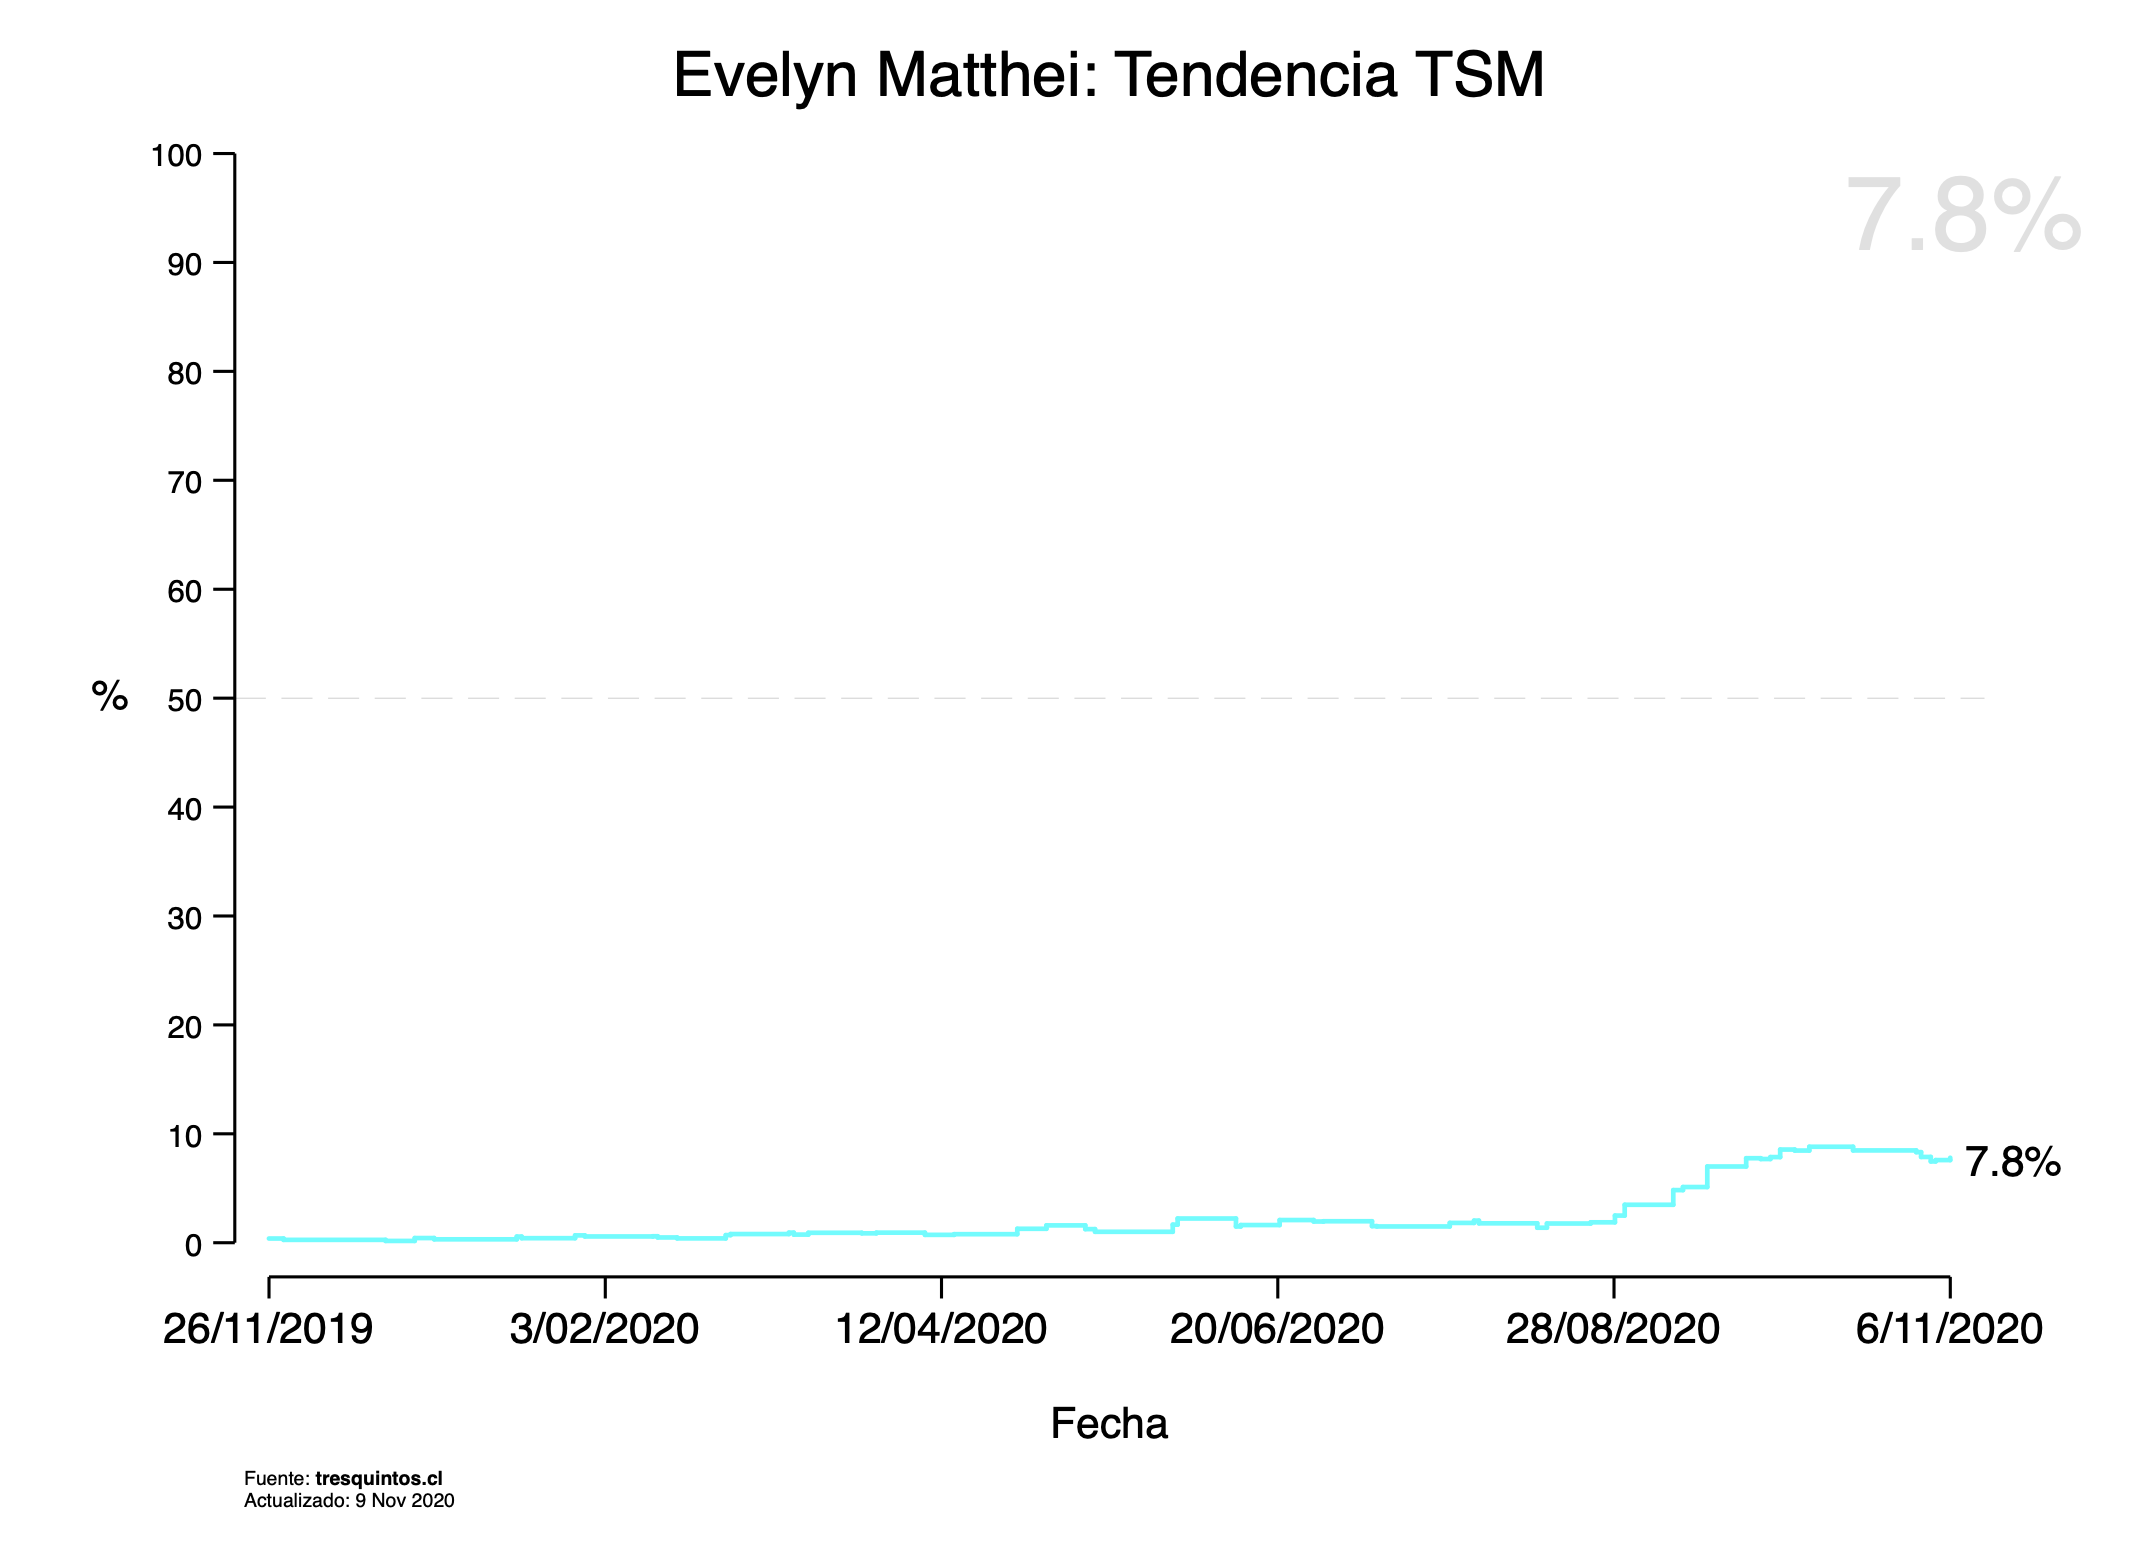 Evelyn Matthei: Tendencia TSM
7.8%
100
90
80
70
60
50
40
30
20
10
0
%
7.8%
26/11/2019 3/02/2020 12/04/2020 20/06/2020 28/08/2020 6/11/2020
Fecha
Fuente: tresquintos.cl
Actualizado: 9 Nov 2020